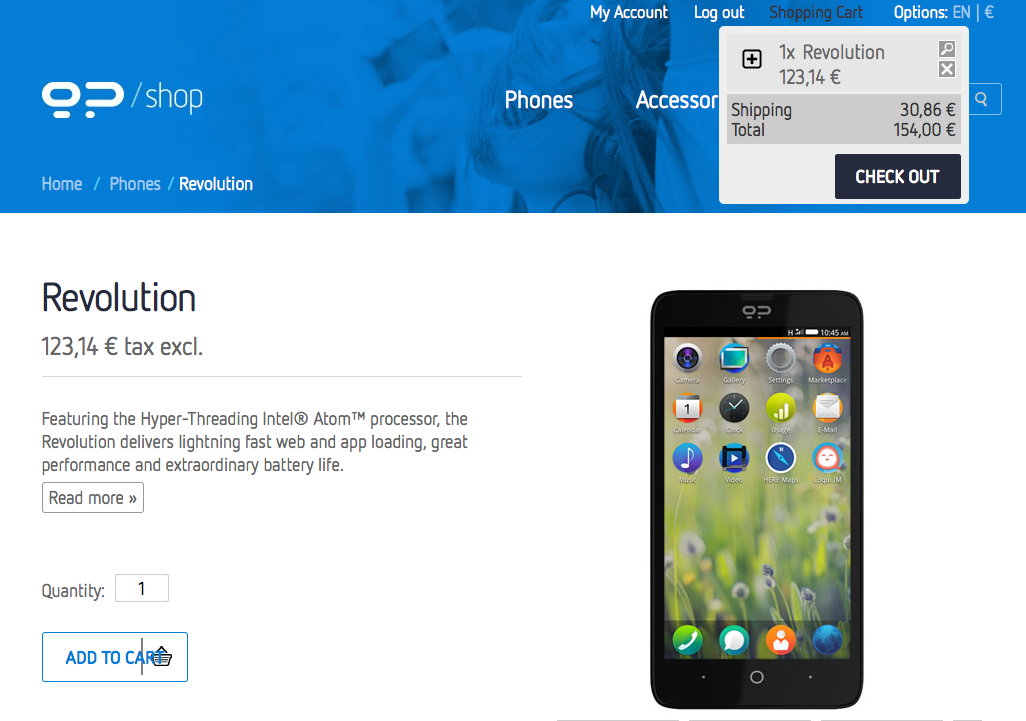 My Account Log out Shopping Cart Options: EN | €
1x Revolution
123,14 €
Shipping 30,86 €
Total 154,00 €
CHECK OUT
/ shop
Phones Accessor
Home / Phones / Revolution
Revolution
123,14 € tax excl.
Featuring the Hyper-Threading Intel® Atom™ processor, the
Revolution delivers lightning fast web and app loading, great
performance and extraordinary battery life.
Read more »
Quantity: 1
ADD TO CART
H 10:45 AM
Camera Gallery Settings Marketplace
1
Calendar Clock Usage E-Mail
N
Music Video HERE Maps Loqui IM